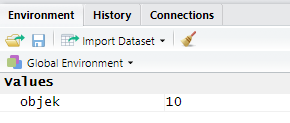 Environment History Connections
Import Dataset
Global Environment
Values
objek 10